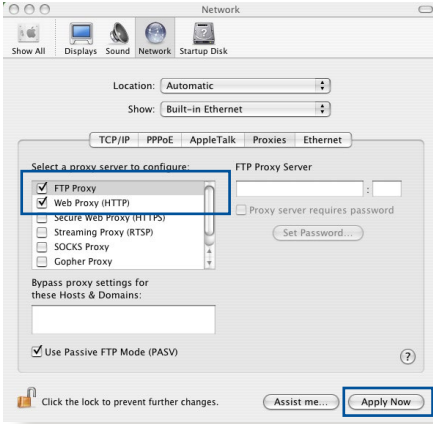 Network
Show All Displays Sound Network Startup Disk
Location: Automatic
Show: Built-in Ethernet
TCP/IP PPPoE AppleTalk Proxies Ethernet
Select a proxy server to configure: FTP Proxy Server
FTP Proxy
Web Proxy (HTTP) :
Secure Web Proxy (HTTPS) Proxy server requires password
Streaming Proxy (RTSP) Set Password...
SOCKS Proxy
Gopher Proxy
Bypass proxy settings for
these Hosts & Domains:
Use Passive FTP Mode (PASV) ?
Click the lock to prevent further changes. Assist me... Apply Now